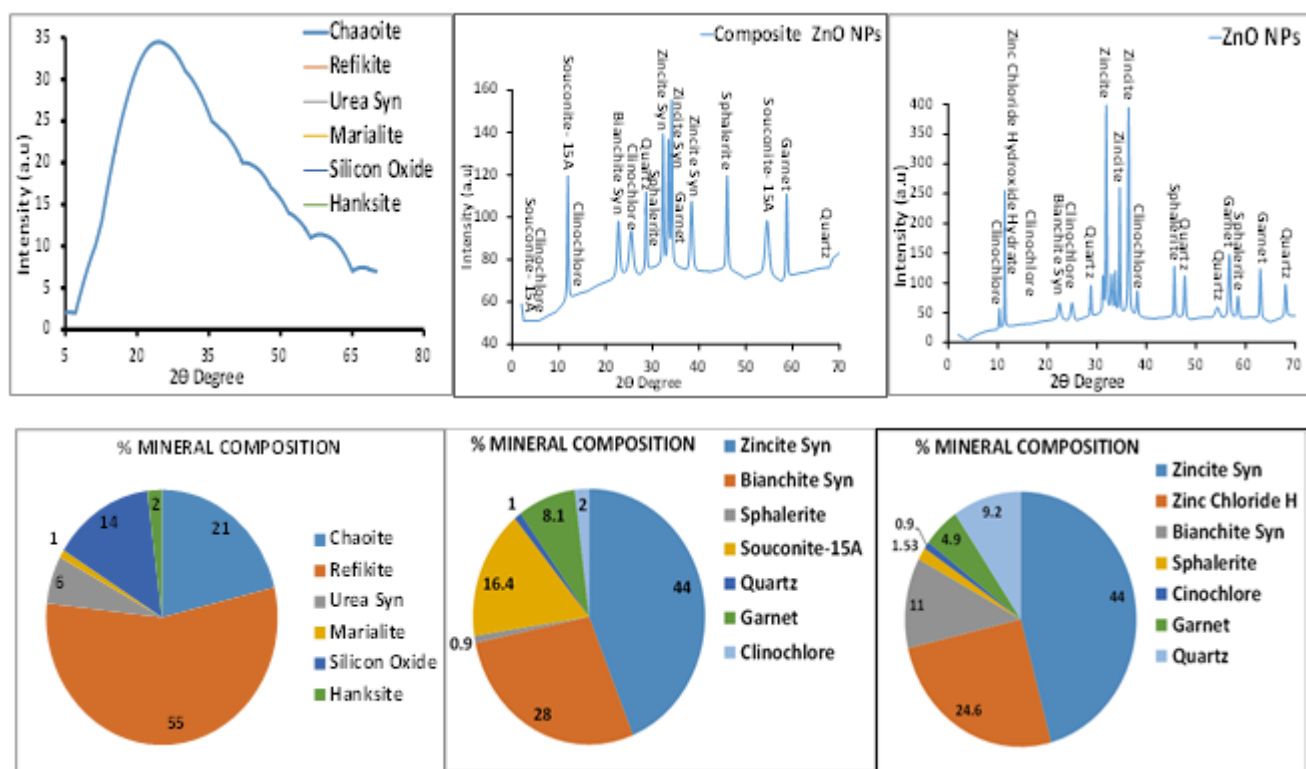 Chaaoite
Refikite
Urea Syn
Marialite
Silicon Oxide
Hanksite
Intensity (a.u)
35
30
25
20
15
10
5
0
5
20
35
50
65
80
2θ Degree
Composite ZnO NPs
Intensity (a.u)
160
140
120
100
80
60
40
Souconite- 15A
Clinochlore
Souconite- 15A
Clinochlore
Bianchite Syn
Clinochlore
Quartz
Sphalerite
Zincite Syn
Zincite Syn
Garnet
Zincite Syn
Sphalerite
Souconite- 15A
Garnet
Quartz
0
10
20
30
40
50
60
70
2θ Degree
ZnO NPs
Intensity (a.u)
400
350
300
250
200
150
100
50
0
Clinochlore
Zinc Chloride Hydroxide Hydrate
Clinochlore
Bianchite Syn
Clinochlore
Quartz
Zincite
Zincite
Zincite
Clinochlore
Sphalerite
Quartz
Quartz
Garnet
Sphalerite
Garnet
Quartz
0
10
20
30
40
50
60
70
2θ Degree
% MINERAL COMPOSITION
2
21
14
1
6
55
Chaoite
Refikite
Urea Syn
Marialite
Silicon Oxide
Hanksite
% MINERAL COMPOSITION
1
8.1
2
16.4
44
0.9
28
Zincite Syn
Bianchite Syn
Sphalerite
Souconite-15A
Quartz
Garnet
Clinochlore
% MINERAL COMPOSITION
9.2
0.9
4.9
1.53
44
11
24.6
Zincite Syn
Zinc Chloride H
Bianchite Syn
Sphalerite
Cinochlore
Garnet
Quartz